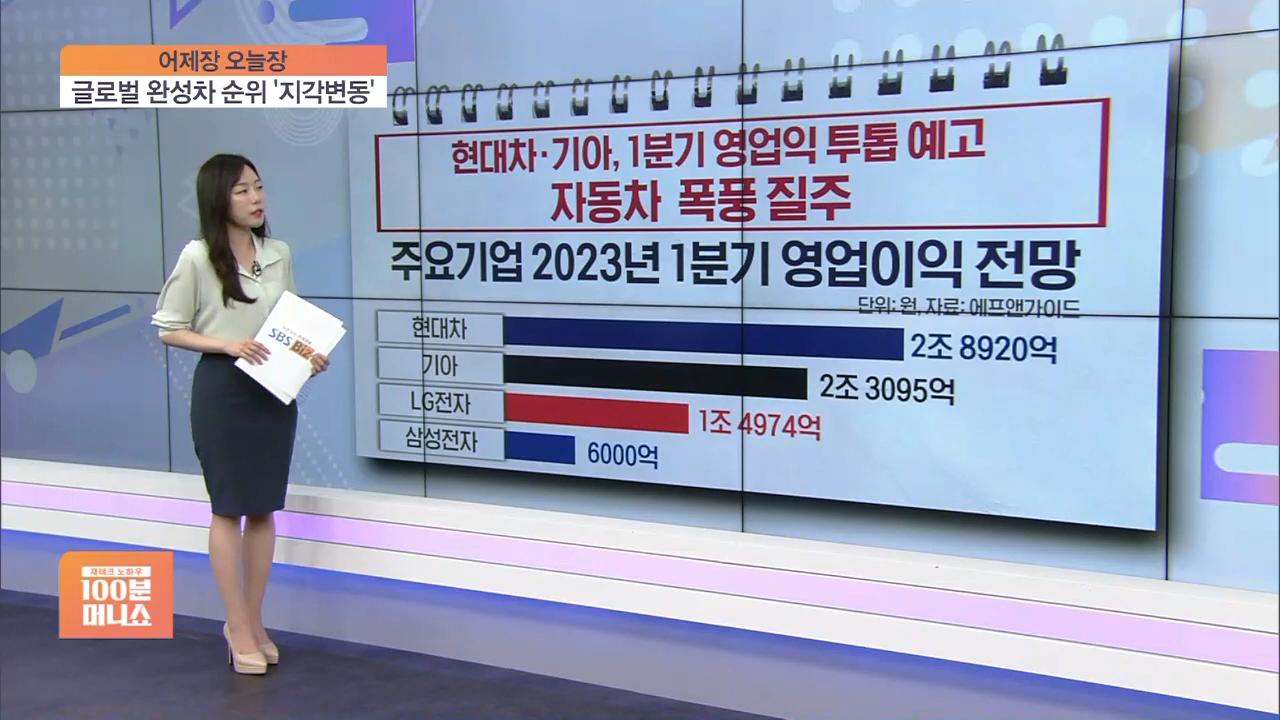 어제장 오늘장
글로벌 완성차 순위 '지각변동'
현대차·기아, 1분기 영업익 투톱 예고
자동차 폭풍 질주
주요기업 2023년 1분기 영업이익 전망
단위: 원, 자료: 에프앤가이드
현대차 2조 8920억
기아 2조 3095억
LG전자 1조 4974억
삼성전자 6000억
SBS Biz
재테크 노하우
100분
머니쇼